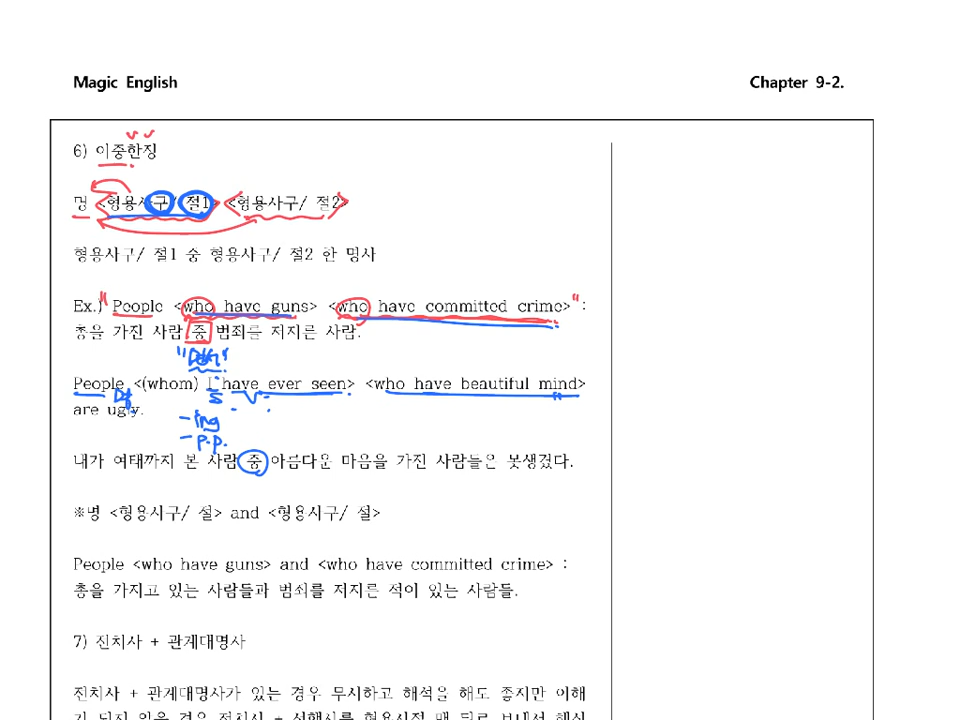 Magic English
Chapter 9-2.
6) 이중한정
명 <형용사구/ 절1> <형용사구/ 절2>
형용사구/ 절1 중 형용사구/ 절2 한 명사
Ex.) "People <who have guns> <who have committed crime>" :
총을 가진 사람 중 범죄를 저지른 사람.
People <(whom) I have ever seen> <who have beautiful mind>
S V
are ugly.
-ing
-p.p.
내가 여태까지 본 사람 중 아름다운 마음을 가진 사람들은 못생겼다.
※명 <형용사구/ 절> and <형용사구/ 절>
People <who have guns> and <who have committed crime> :
총을 가지고 있는 사람들과 범죄를 저지른 적이 있는 사람들.
7) 전치사 + 관계대명사
전치사 + 관계대명사가 있는 경우 무시하고 해석을 해도 좋지만 이해